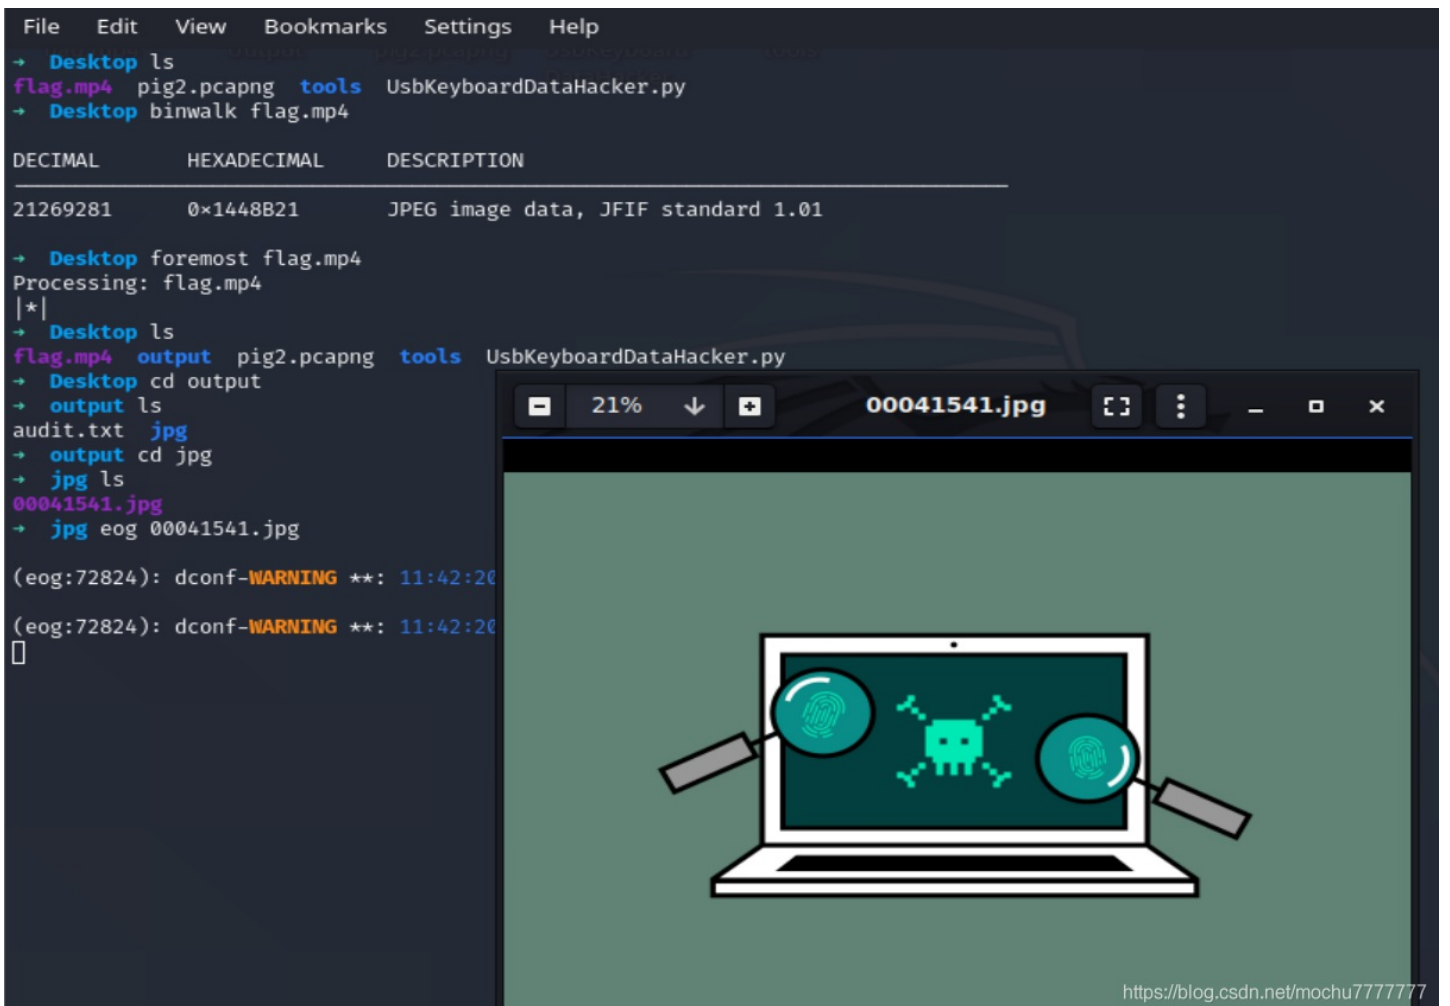 File Edit View Bookmarks Settings Help
→ Desktop ls
flag.mp4 pig2.pcapng tools UsbKeyboardDataHacker.py
→ Desktop binwalk flag.mp4
DECIMAL HEXADECIMAL DESCRIPTION
21269281 0×1448B21 JPEG image data, JFIF standard 1.01
→ Desktop foremost flag.mp4
Processing: flag.mp4
|*|
→ Desktop ls
flag.mp4 output pig2.pcapng tools UsbKeyboardDataHacker.py
→ Desktop cd output
→ output ls
audit.txt jpg
→ output cd jpg
→ jpg ls
00041541.jpg
→ jpg eog 00041541.jpg
(eog:72824): dconf-WARNING **: 11:42:20
(eog:72824): dconf-WARNING **: 11:42:20
21% 00041541.jpg
https://blog.csdn.net/mochu7777777